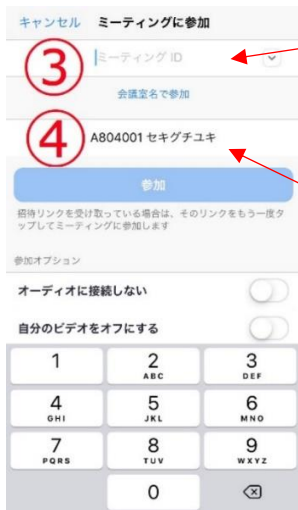 キャンセル ミーティングに参加
③ ミーティング ID
会議室名で参加
④ A804001 セキグチユキ
参加
招待リンクを受け取っている場合は、そのリンクをもう一度タ
ップしてミーティングに参加します
参加オプション
オーディオに接続しない
自分のビデオをオフにする
1 2 3
ABC DEF
4 5 6
GHI JKL MNO
7 8 9
PQRS TUV WXYZ
0